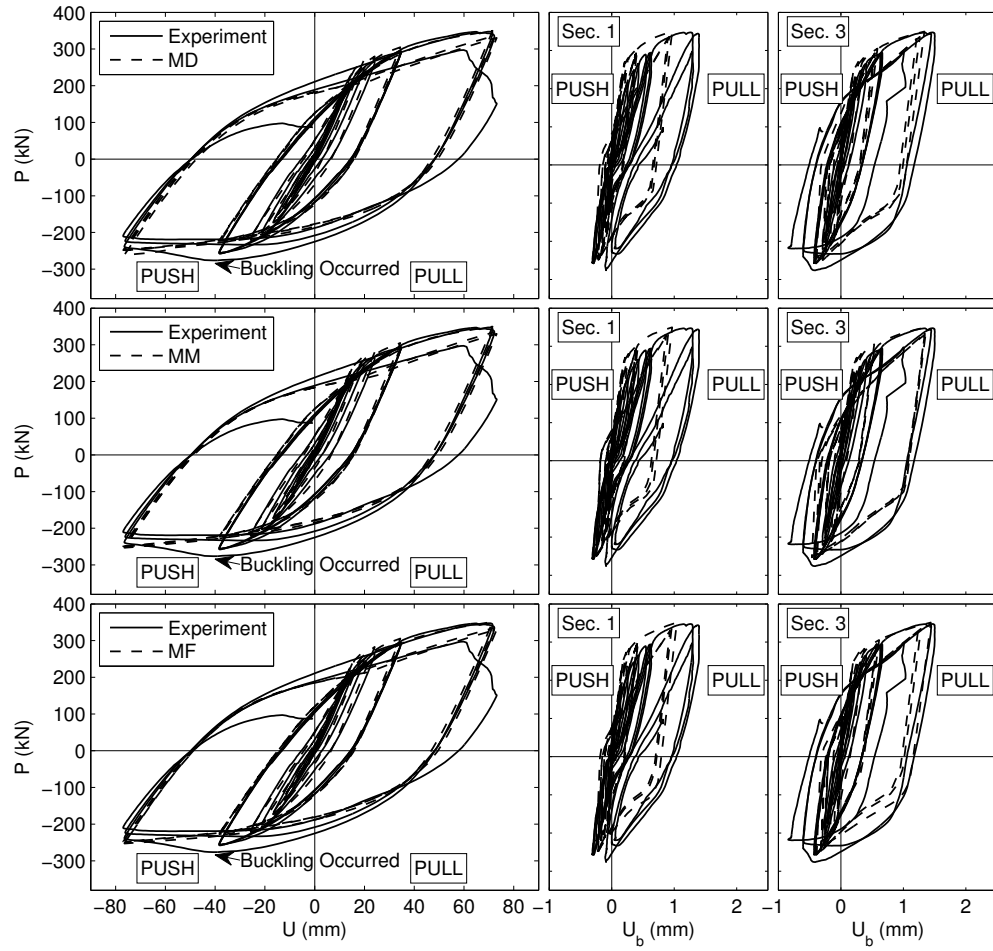 400
300
200
100
0
−100
−200
−300
P (kN)
Experiment
MD
PUSH
Buckling Occurred
PULL
Sec. 1
PUSH
PULL
Sec. 3
PUSH
PULL
400
300
200
100
0
−100
−200
−300
P (kN)
Experiment
MM
PUSH
Buckling Occurred
PULL
Sec. 1
PUSH
PULL
Sec. 3
PUSH
PULL
400
300
200
100
0
−100
−200
−300
P (kN)
Experiment
MF
PUSH
Buckling Occurred
PULL
Sec. 1
PUSH
PULL
Sec. 3
PUSH
PULL
−80 −60 −40 −20 0 20 40 60 80
U (mm)
−1 0 1 2
U_b (mm)
−1 0 1 2
U_b (mm)